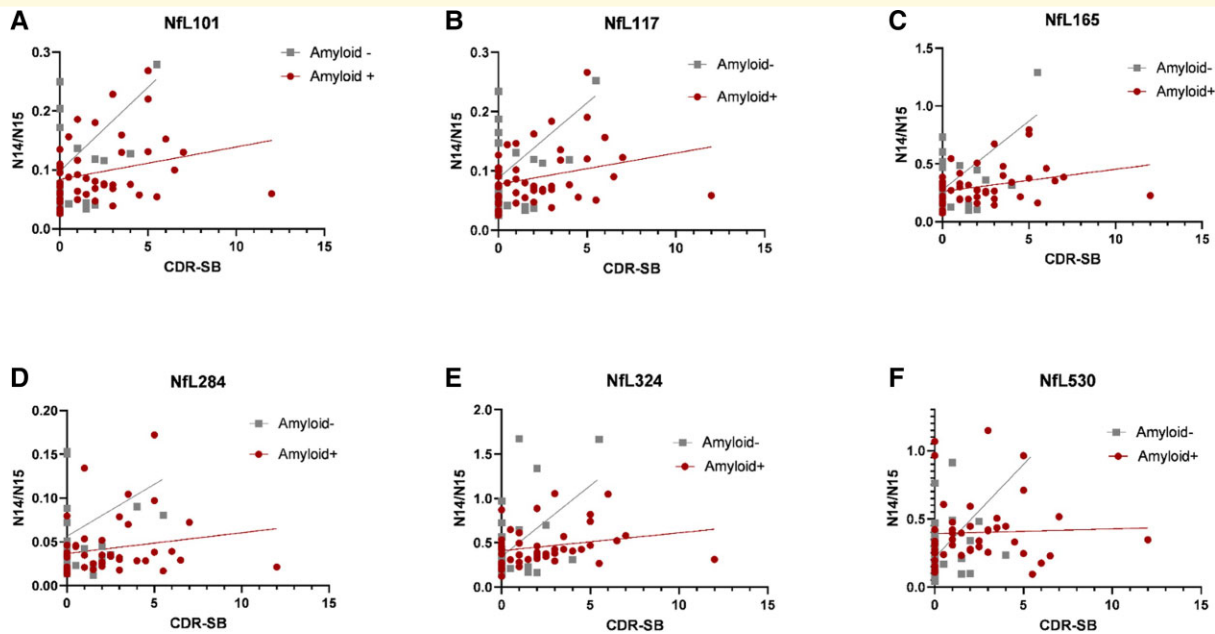 A
NfL101
0.3
0.2
0.1
0.0
0
5
10
15
N14/N15
CDR-SB
Amyloid -
Amyloid +
B
NfL117
0.3
0.2
0.1
0.0
0
5
10
15
N14/N15
CDR-SB
Amyloid-
Amyloid+
C
NfL165
1.5
1.0
0.5
0.0
0
5
10
15
N14/N15
CDR-SB
Amyloid-
Amyloid+
D
NfL284
0.20
0.15
0.10
0.05
0.00
0
5
10
15
N14/N15
CDR-SB
Amyloid-
Amyloid+
E
NfL324
2.0
1.5
1.0
0.5
0.0
0
5
10
15
N14/N15
CDR-SB
Amyloid-
Amyloid+
F
NfL530
1.0
0.5
0.0
0
5
10
15
N14/N15
CDR-SB
Amyloid-
Amyloid+